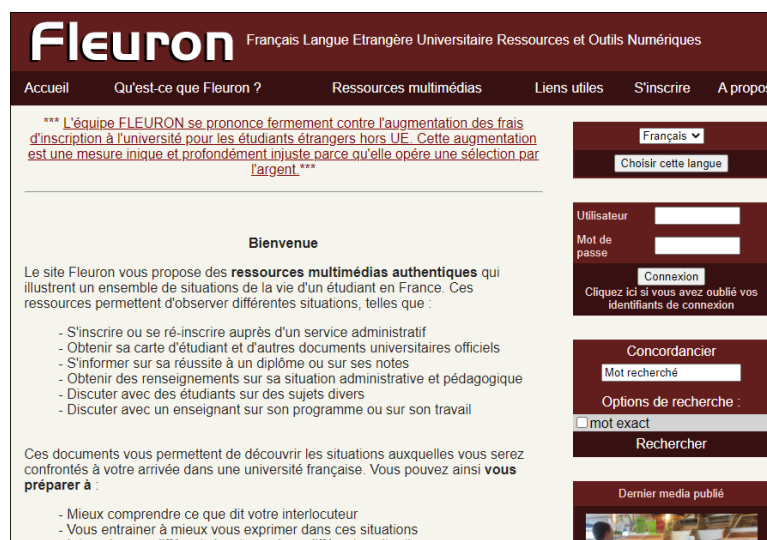 Fleuron Français Langue Etrangère Universitaire Ressources et Outils Numériques
Accueil Qu'est-ce que Fleuron ? Ressources multimédias Liens utiles S'inscrire A propos
*** L'équipe FLEURON se prononce fermement contre l'augmentation des frais
d'inscription à l'université pour les étudiants étrangers hors UE. Cette augmentation
est une mesure inique et profondément injuste parce qu'elle opére une sélection par
l'argent.***
Bienvenue
Le site Fleuron vous propose des ressources multimédias authentiques qui
illustrent un ensemble de situations de la vie d'un étudiant en France. Ces
ressources permettent d'observer différentes situations, telles que :
- S'inscrire ou se ré-inscrire auprès d'un service administratif
- Obtenir sa carte d'étudiant et d'autres documents universitaires officiels
- S'informer sur sa réussite à un diplôme ou sur ses notes
- Obtenir des renseignements sur sa situation administrative et pédagogique
- Discuter avec des étudiants sur des sujets divers
- Discuter avec un enseignant sur son programme ou sur son travail
Ces documents vous permettent de découvrir les situations auxquelles vous serez
confrontés à votre arrivée dans une université française. Vous pouvez ainsi vous
préparer à :
- Mieux comprendre ce que dit votre interlocuteur
- Vous entrainer à mieux vous exprimer dans ces situations
Français
Choisir cette langue
Utilisateur
Mot de
passe
Connexion
Cliquez ici si vous avez oublié vos
identifiants de connexion
Concordancier
Mot recherché
Options de recherche :
mot exact
Rechercher
Dernier media publié